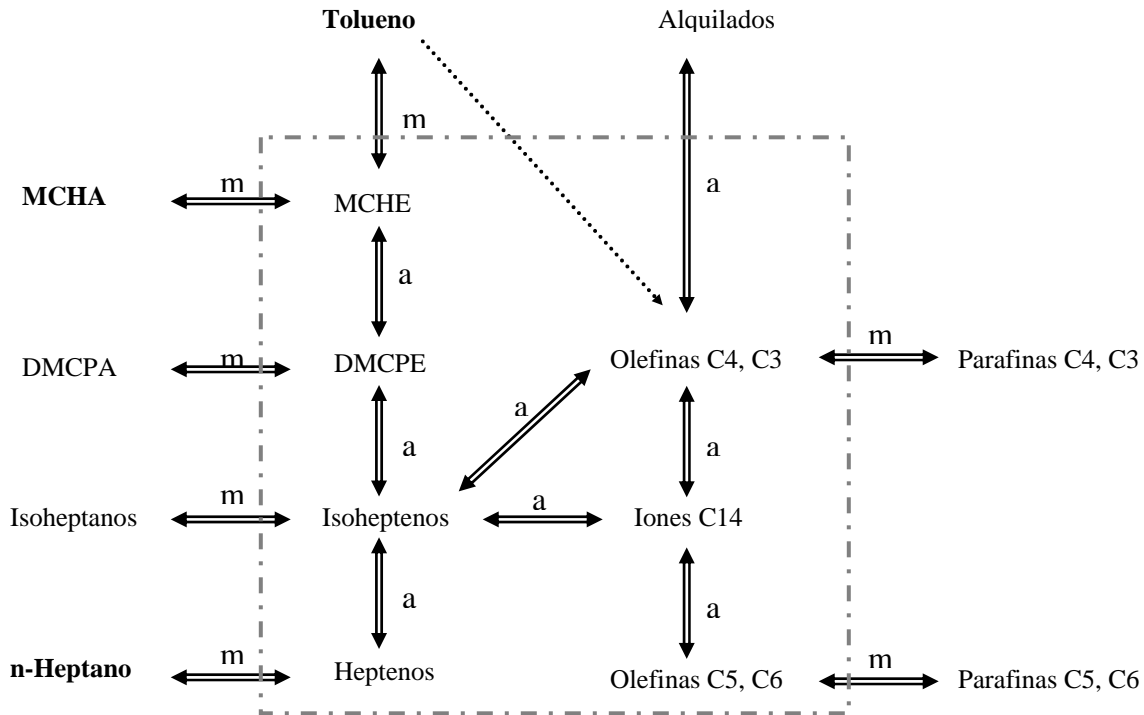 Tolueno
Alquilados
m
MCHA
m
MCHE
a
a
DMCPA
m
DMCPE
Olefinas C4, C3
m
Parafinas C4, C3
a
a
a
Isoheptanos
m
Isoheptenos
a
Iones C14
a
a
n-Heptano
m
Heptenos
Olefinas C5, C6
m
Parafinas C5, C6